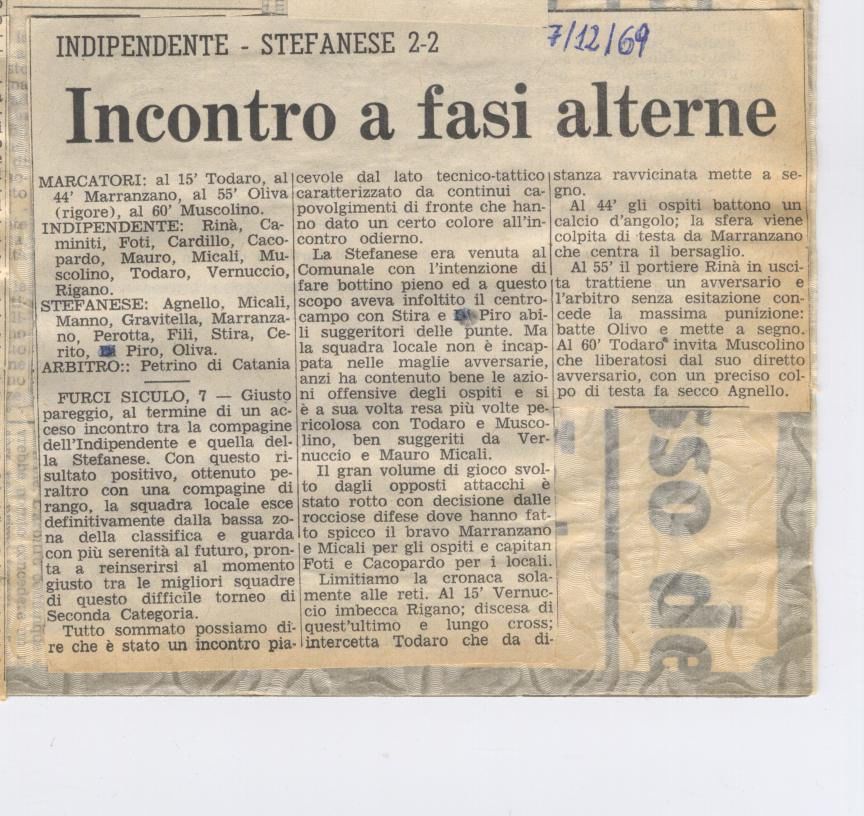 INDIPENDENTE - STEFANESE 2-2
7/12/69
Incontro a fasi alterne
MARCATORI: al 15' Todaro, al
44' Marranzano, al 55' Oliva
(rigore), al 60' Muscolino.
INDIPENDENTE: Rinà, Ca-
miniti, Foti, Cardillo, Caco-
pardo, Mauro, Micali, Mu-
scolino, Todaro, Vernuccio,
Rigano.
STEFANESE: Agnello, Micali,
Manno, Gravitella, Marranza-
no, Perotta, Fili, Stira, Ce-
rito, Piro, Oliva.
ARBITRO:: Petrino di Catania
FURCI SICULO, 7 — Giusto
pareggio, al termine di un ac-
ceso incontro tra la compagine
dell'Indipendente e quella del-
la Stefanese. Con questo ri-
sultato positivo, ottenuto pe-
raltro con una compagine di
rango, la squadra locale esce
definitivamente dalla bassa zo-
na della classifica e guarda
con più serenità al futuro, pron-
ta a reinserirsi al momento
giusto tra le migliori squadre
di questo difficile torneo di
Seconda Categoria.
Tutto sommato possiamo di-
re che è stato un incontro pia-
cevole dal lato tecnico-tattico
caratterizzato da continui ca-
povolgimenti di fronte che han-
no dato un certo colore all'in-
contro odierno.
La Stefanese era venuta al
Comunale con l'intenzione di
fare bottino pieno ed a questo
scopo aveva infoltito il centro-
campo con Stira e Piro abi-
li suggeritori delle punte. Ma
la squadra locale non è incap-
pata nelle maglie avversarie,
anzi ha contenuto bene le azio-
ni offensive degli ospiti e si
è a sua volta resa più volte pe-
ricolosa con Todaro e Musco-
lino, ben suggeriti da Ver-
nuccio e Mauro Micali.
Il gran volume di gioco svol-
to dagli opposti attacchi è
stato rotto con decisione dalle
rocciose difese dove hanno fat-
to spicco il bravo Marranzano
e Micali per gli ospiti e capitan
Foti e Cacopardo per i locali.
Limitiamo la cronaca sola-
mente alle reti. Al 15' Vernuc-
cio imbecca Rigano; discesa di
quest'ultimo e lungo cross;
intercetta Todaro che da di-
stanza ravvicinata mette a se-
gno.
Al 44' gli ospiti battono un
calcio d'angolo; la sfera viene
colpita di testa da Marranzano
che centra il bersaglio.
Al 55' il portiere Rinà in usci-
ta trattiene un avversario e
l'arbitro senza esitazione con-
cede la massima punizione:
batte Olivo e mette a segno.
Al 60' Todaro invita Muscolino
che liberatosi dal suo diretto
avversario, con un preciso col-
po di testa fa secco Agnello.
sso de